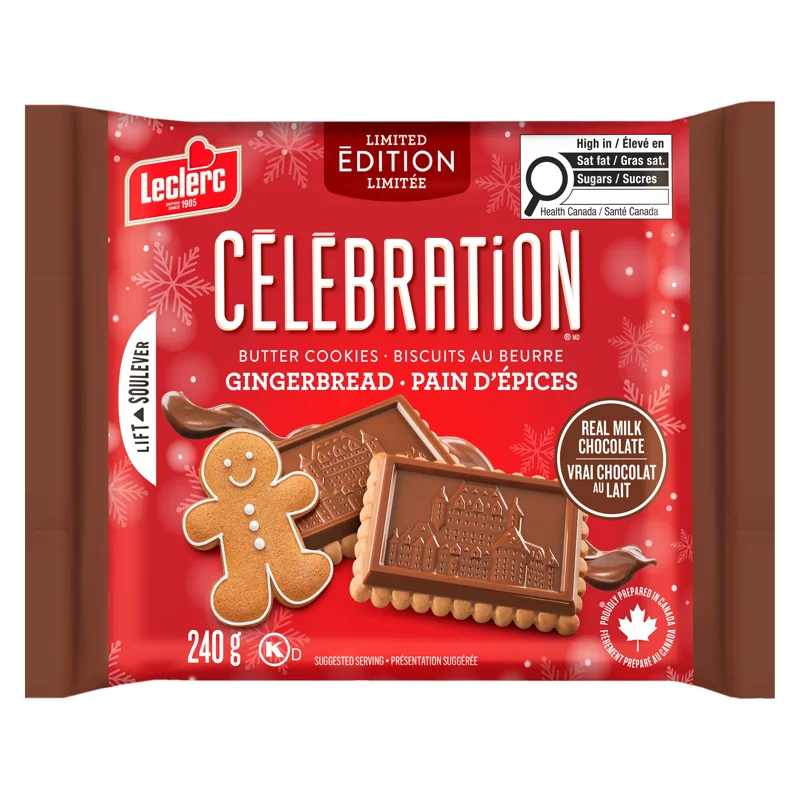 LIMITED
ĒDITION
LIMITÉE
High in / Élevé en
Sat fat / Gras sat.
Sugars / Sucres
Health Canada / Santé Canada
Leclerc
DEPUIS
SINCE 1905
CĒLĒBRATiON
® MD
BUTTER COOKIES · BISCUITS AU BEURRE
GINGERBREAD · PAIN D'ÉPICES
LIFT ▲ SOULEVER
REAL MILK
CHOCOLATE
VRAI CHOCOLAT
AU LAIT
240 g
K D
SUGGESTED SERVING • PRÉSENTATION SUGGÉRÉE
PROUDLY PREPARED IN CANADA
FIÈREMENT PRÉPARÉ AU CANADA